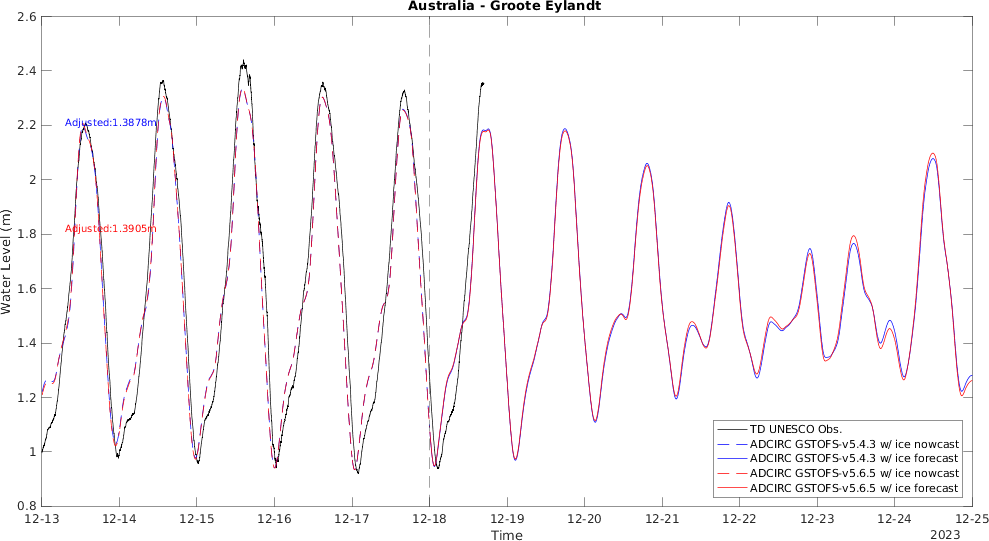 Australia - Groote Eylandt
2.6
2.4
2.2
2
1.8
1.6
1.4
1.2
1
0.8
Water Level (m)
Adjusted:1.3878m
Adjusted:1.3905m
TD UNESCO Obs.
ADCIRC GSTOFS-v5.4.3 w/ ice nowcast
ADCIRC GSTOFS-v5.4.3 w/ ice forecast
ADCIRC GSTOFS-v5.6.5 w/ ice nowcast
ADCIRC GSTOFS-v5.6.5 w/ ice forecast
12-13 12-14 12-15 12-16 12-17 12-18 12-19 12-20 12-21 12-22 12-23 12-24 12-25
Time
2023